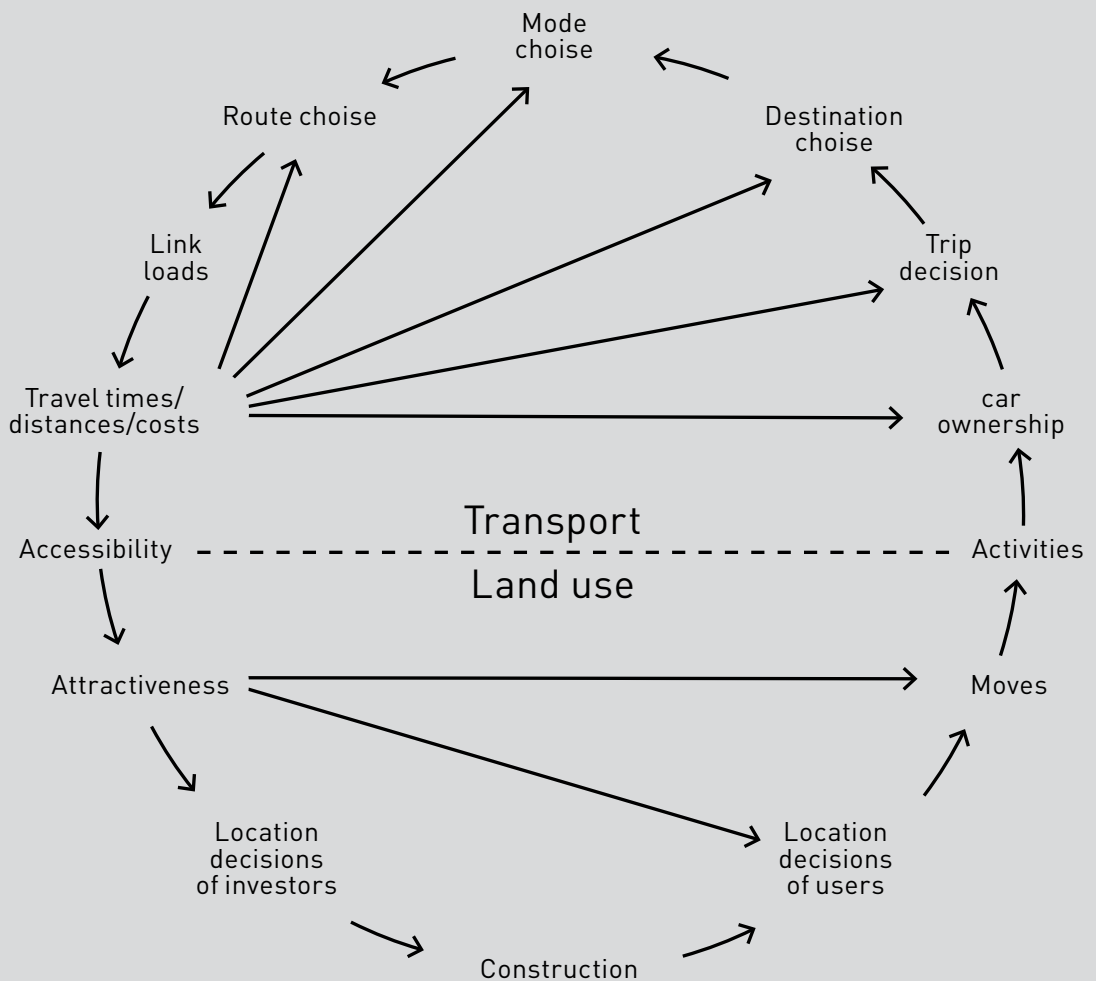 Mode
choise
Route choise
Destination
choise
Link
loads
Trip
decision
Travel times/
distances/costs
car
ownership
Transport
Accessibility
Activities
Land use
Attractiveness
Moves
Location
decisions
of investors
Location
decisions
of users
Construction